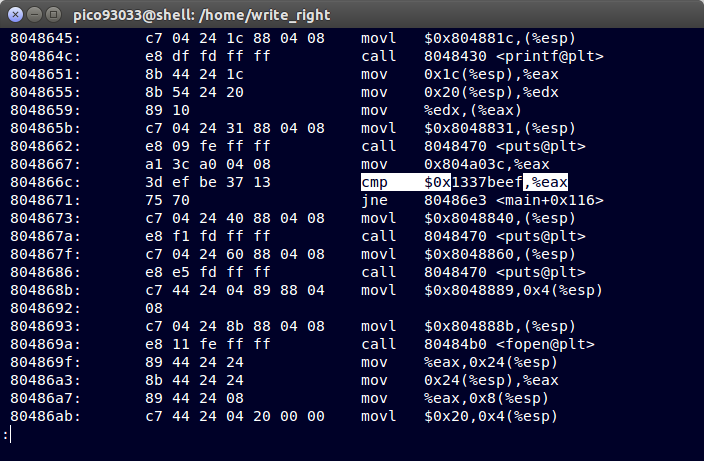 pico93033@shell: /home/write_right
8048645: c7 04 24 1c 88 04 08 movl $0x804881c,(%esp)
804864c: e8 df fd ff ff call 8048430 <printf@plt>
8048651: 8b 44 24 1c mov 0x1c(%esp),%eax
8048655: 8b 54 24 20 mov 0x20(%esp),%edx
8048659: 89 10 mov %edx,(%eax)
804865b: c7 04 24 31 88 04 08 movl $0x8048831,(%esp)
8048662: e8 09 fe ff ff call 8048470 <puts@plt>
8048667: a1 3c a0 04 08 mov 0x804a03c,%eax
804866c: 3d ef be 37 13 cmp $0x1337beef,%eax
8048671: 75 70 jne 80486e3 <main+0x116>
8048673: c7 04 24 40 88 04 08 movl $0x8048840,(%esp)
804867a: e8 f1 fd ff ff call 8048470 <puts@plt>
804867f: c7 04 24 60 88 04 08 movl $0x8048860,(%esp)
8048686: e8 e5 fd ff ff call 8048470 <puts@plt>
804868b: c7 44 24 04 89 88 04 movl $0x8048889,0x4(%esp)
8048692: 08
8048693: c7 04 24 8b 88 04 08 movl $0x804888b,(%esp)
804869a: e8 11 fe ff ff call 80484b0 <fopen@plt>
804869f: 89 44 24 24 mov %eax,0x24(%esp)
80486a3: 8b 44 24 24 mov 0x24(%esp),%eax
80486a7: 89 44 24 08 mov %eax,0x8(%esp)
80486ab: c7 44 24 04 20 00 00 movl $0x20,0x4(%esp)
: